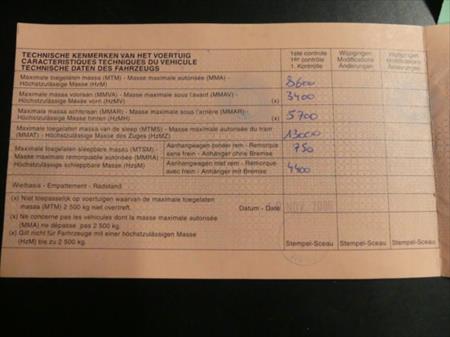 TECHNISCHE KENMERKEN VAN HET VOERTUIG
CARACTERISTIQUES TECHNIQUES DU VEHICULE
TECHNISCHE DATEN DES FAHRZEUGS
1ste controle
1er contrôle
1. Kontrolle
Wijzigingen
Modifications
Änderungen
Wijzigingen
Modifications
Änderungen
Maximale toegelaten massa (MTM) - Masse maximale autorisée (MMA) -
Höchstzulässige Masse (HzM)
8600
Maximale massa vooraan (MMVA) - Masse maximale sous l'avant (MMAV) -
Höchstzulässige Masse vorn (HzMV) (x)
3400
Maximale massa achteraan (MMAR) - Masse maximale sous l'arrière (MMAR) -
Höchstzulässige Masse hinten (HzMH) (x)
5700
Maximale toegelaten massa van de sleep (MTMS) - Masse maximale autorisée du train
(MMAT) - Höchstzulässige Masse des Zuges (HzMZ)
13000
Maximale toegelaten sleepbare massa (MTSM) -
Masse maximale remorquable autorisée (MMRA)
Höchstzulässige schleppbare Masse (HzsM)
Aanhangwagen zonder rem - Remorque
sans frein - Anhänger ohne Bremse
750
Aanhangwagen met rem - Remorque
avec frein - Anhänger mit Bremse
4400
Wielbasis - Empattement - Radstand
(x) Niet toepasselijk op voertuigen waarvan de maximale toegelaten
massa (MTM) 2 500 kg niet overtreft.
Datum - Date
NOV. 2006
(x) Ne concerne pas les véhicules dont la masse maximale autorisée
(MMA) ne dépasse pas 2 500 kg.
(x) Gilt nicht für Fahrzeuge mit einer höchstzulässigen Masse
(HzM) bis zu 2 500 kg.
Stempel-Sceau
Stempel-Sceau
Stempel-Sceau